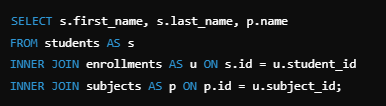 SELECT s.first_name, s.last_name, p.name
FROM students AS s
INNER JOIN enrollments AS u ON s.id = u.student_id
INNER JOIN subjects AS p ON p.id = u.subject_id;